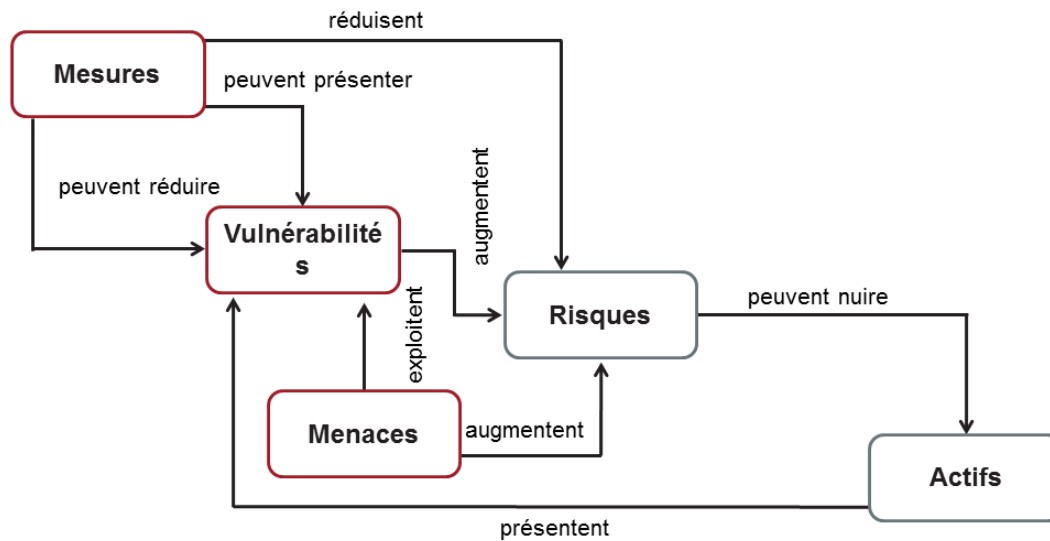 réduisent
Mesures
peuvent présenter
peuvent réduire
augmentent
Vulnérabilité
s
exploitent
Risques
peuvent nuire
Menaces
augmentent
Actifs
présentent